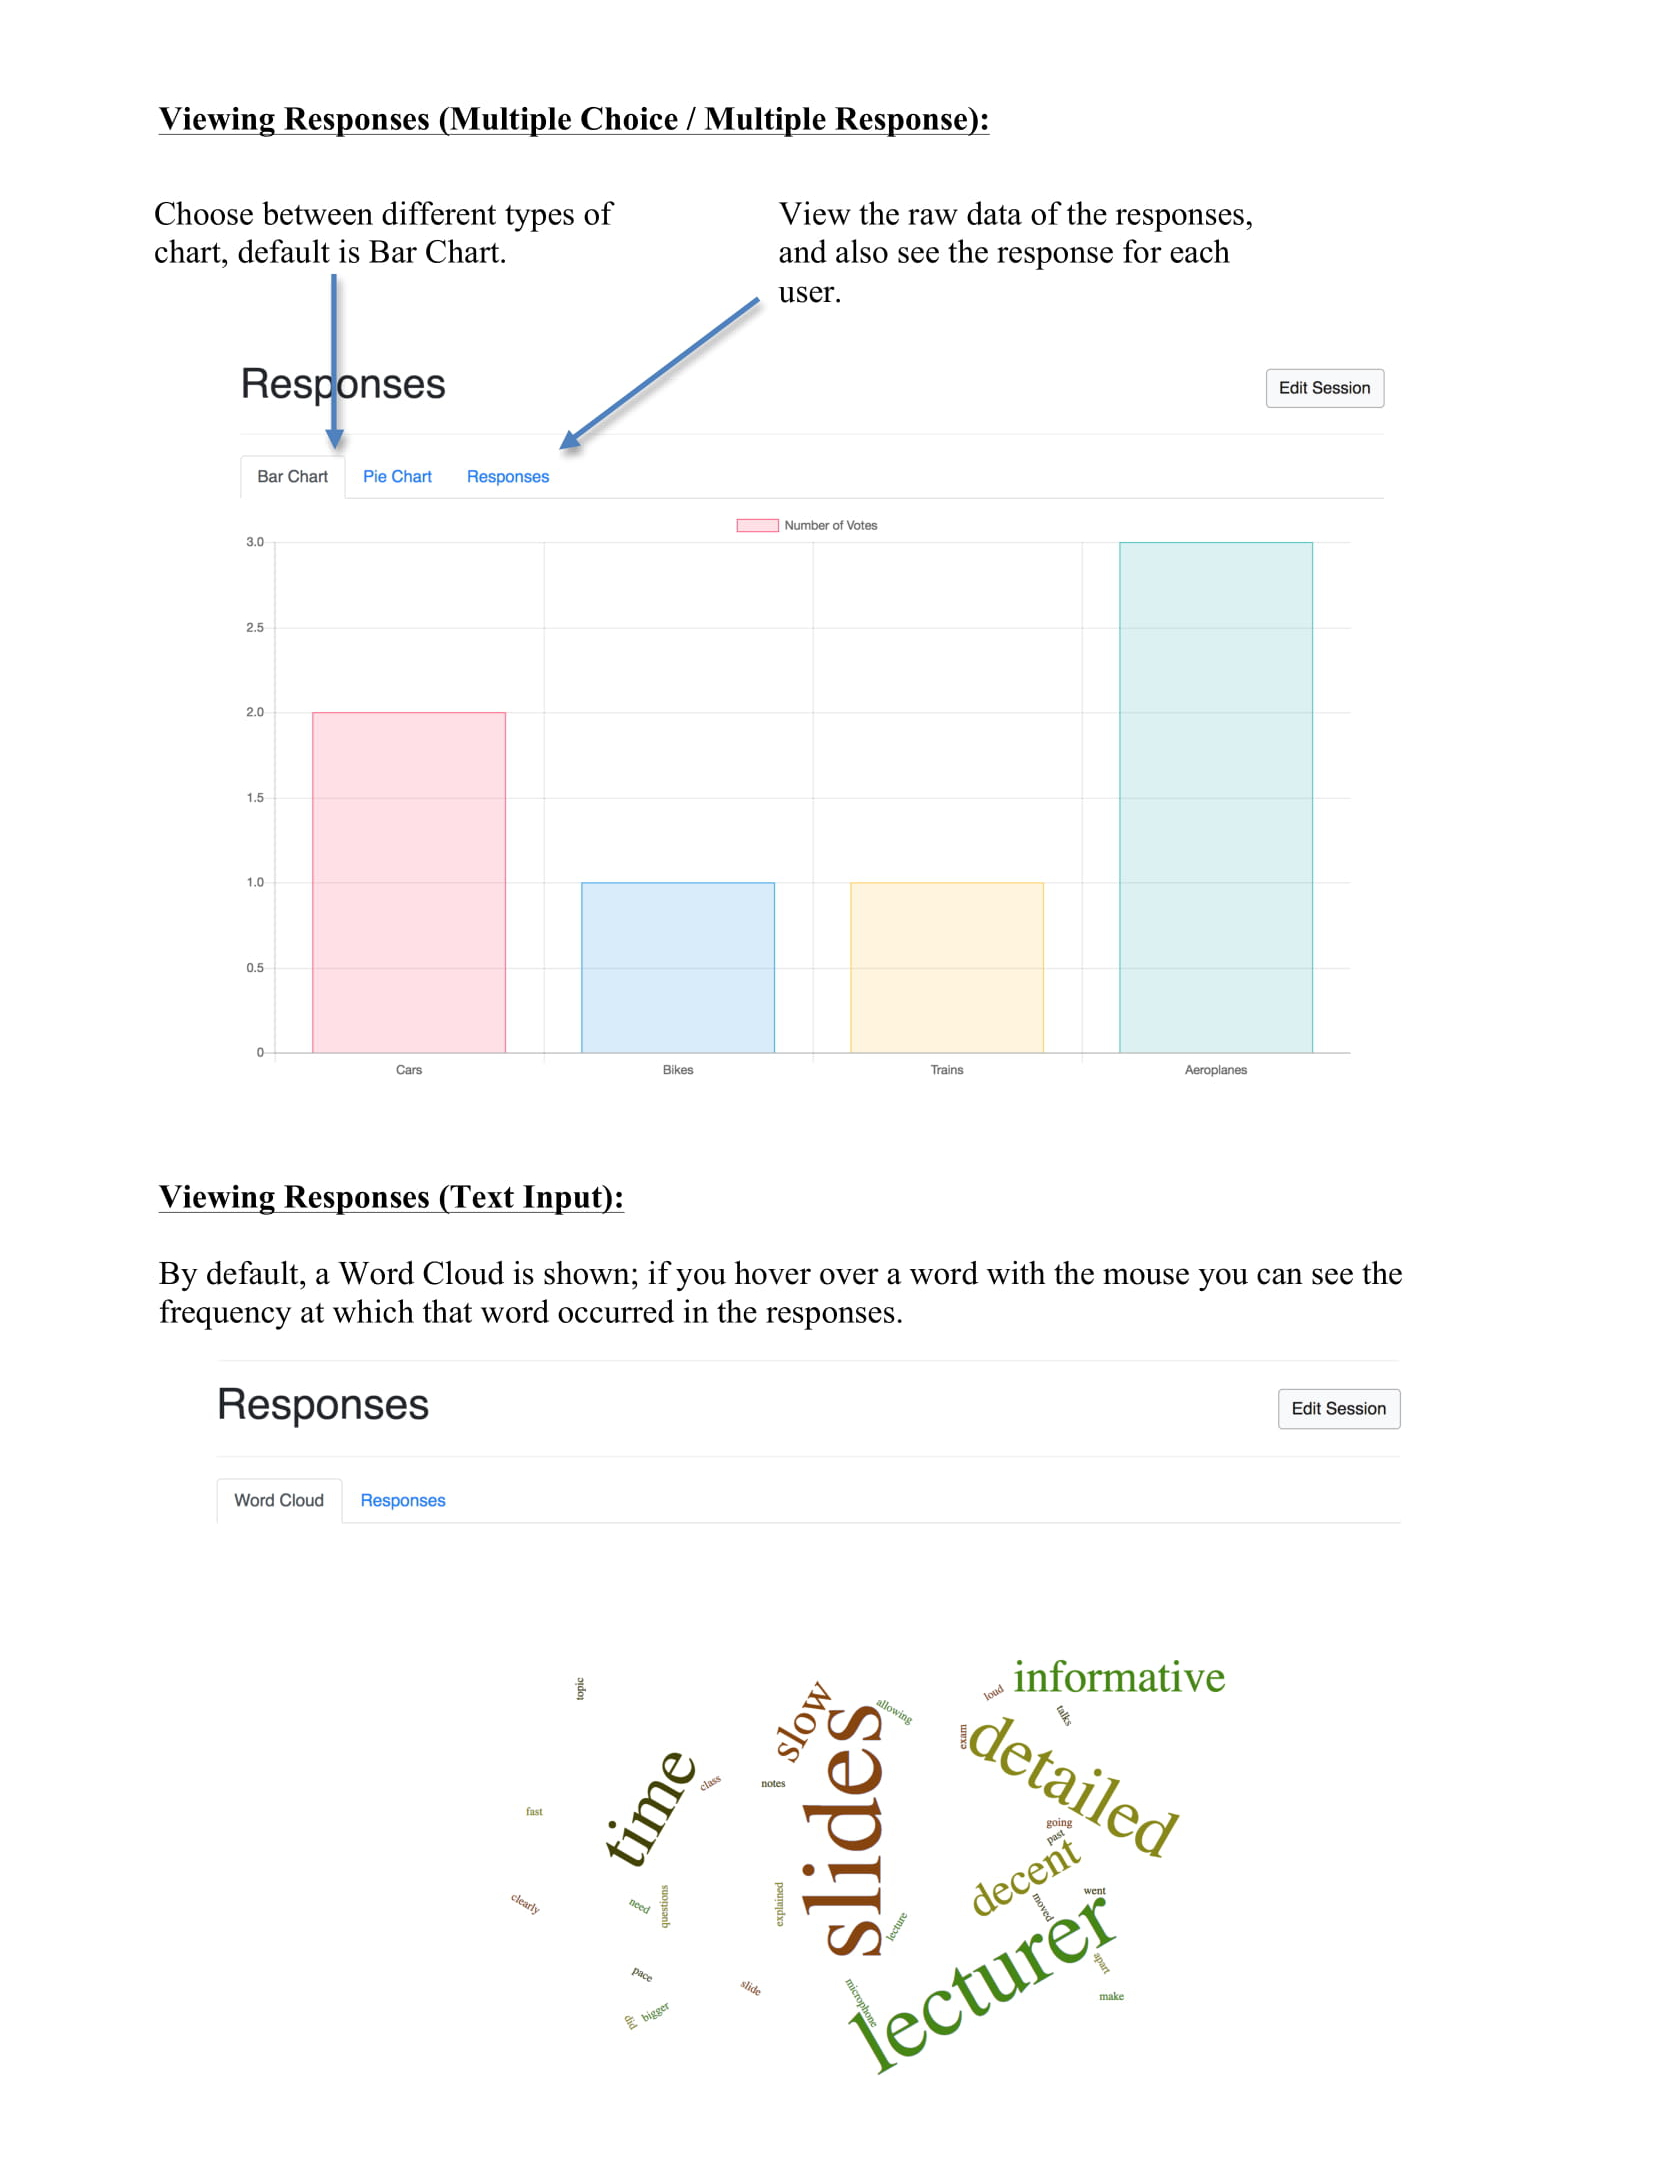 Viewing Responses (Multiple Choice / Multiple Response):
Choose between different types of
chart, default is Bar Chart.
View the raw data of the responses,
and also see the response for each
user.
Responses
Edit Session
Bar Chart
Pie Chart
Responses
Number of Votes
3.0
2.5
2.0
1.5
1.0
0.5
0
Cars
Bikes
Trains
Aeroplanes
Viewing Responses (Text Input):
By default, a Word Cloud is shown; if you hover over a word with the mouse you can see the
frequency at which that word occurred in the responses.
Responses
Edit Session
Word Cloud
Responses
topic
slow
allowing
loud
informative
talks
exam
detailed
time
class
notes
slides
fast
going
past
decent
clearly
need
questions
explained
lecture
moved
went
lecturer
apart
pace
slide
microphone
make
did
bigger